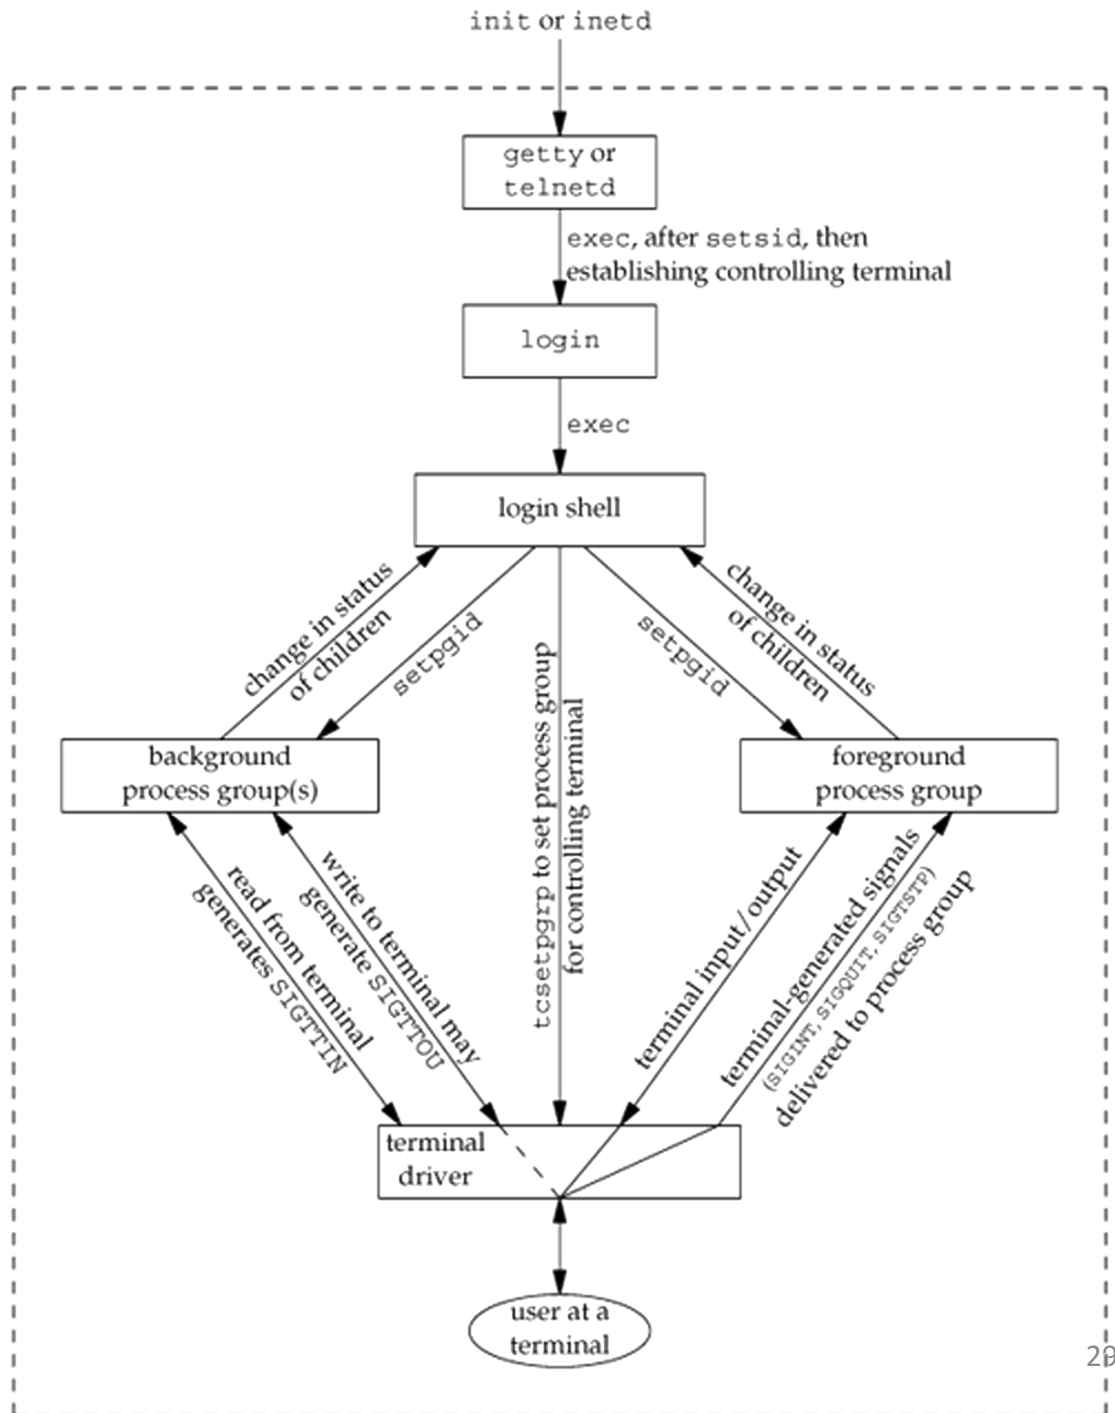 init or inetd
getty or
telnetd
exec, after setsid, then
establishing controlling terminal
login
exec
login shell
change in status
of children
setpgid
tcsetpgrp to set process group
for controlling terminal
setpgid
change in status
of children
background
process group(s)
foreground
process group
read from terminal
generates SIGTTIN
write to terminal may
generate SIGTTOU
terminal input/output
terminal-generated signals
(SIGINT, SIGQUIT, SIGTSTP)
delivered to process group
terminal
driver
user at a
terminal
29